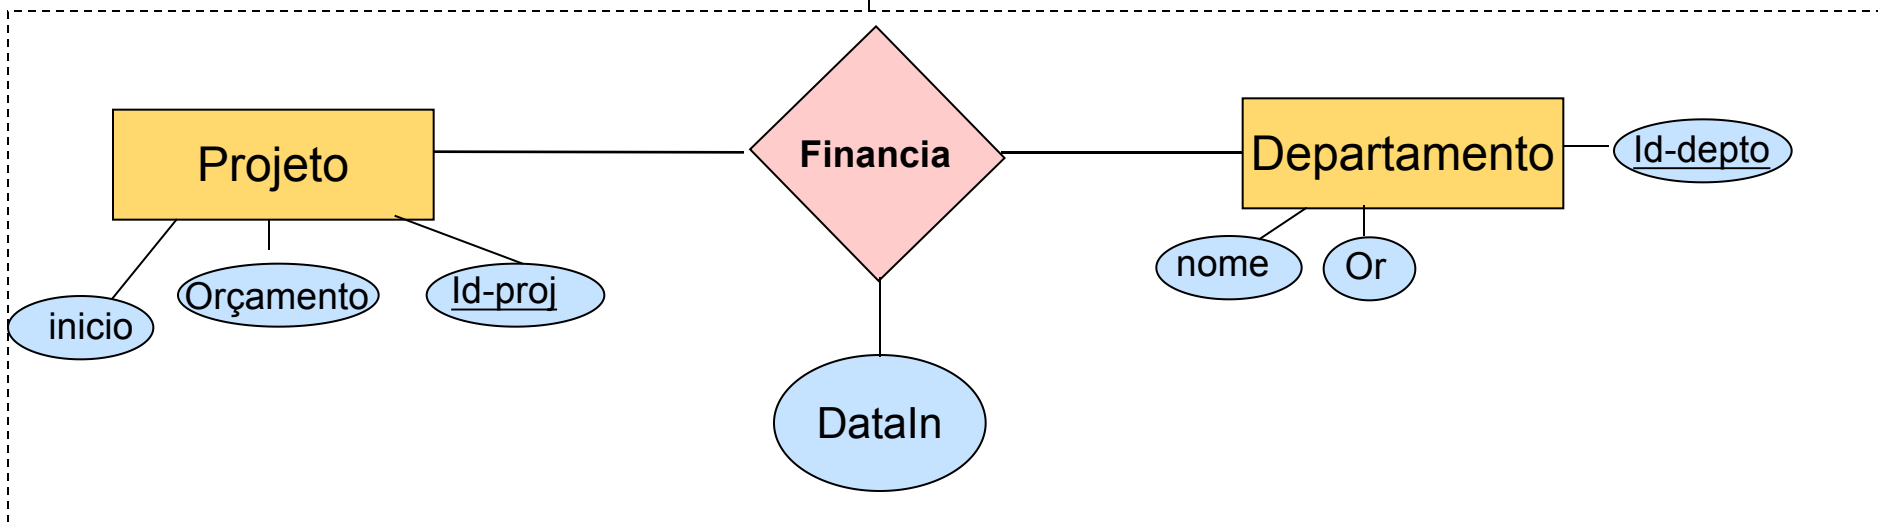 Projeto
Financia
Departamento
Id-depto
inicio
Orçamento
Id-proj
nome
Or
DataIn